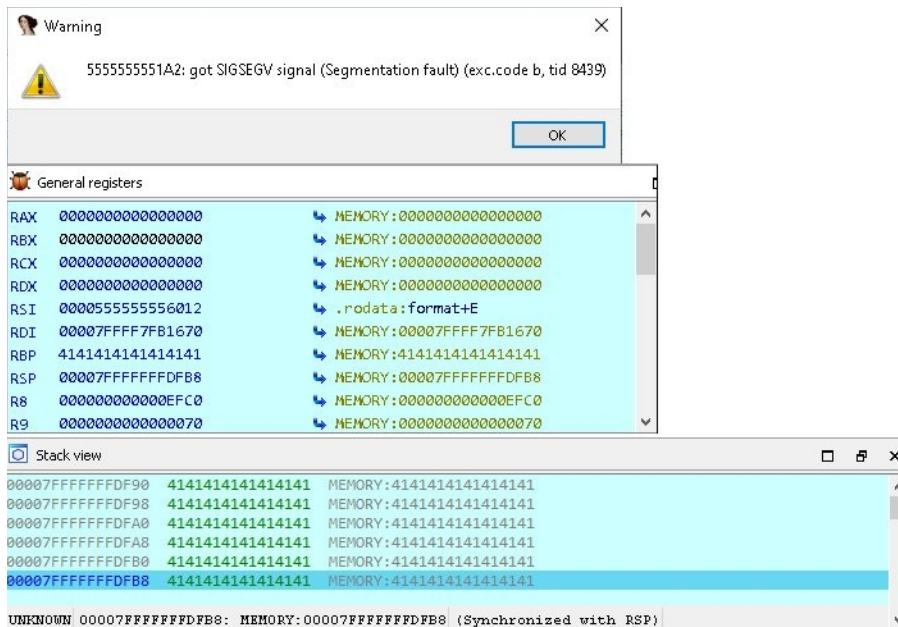 Warning
5555555551A2: got SIGSEGV signal (Segmentation fault) (exc.code b, tid 8439)
OK
General registers
RAX 0000000000000000 MEMORY:0000000000000000
RBX 0000000000000000 MEMORY:0000000000000000
RCX 0000000000000000 MEMORY:0000000000000000
RDX 0000000000000000 MEMORY:0000000000000000
RSI 0000555555556012 .rodata:format+E
RDI 00007FFFF7FB1670 MEMORY:00007FFFF7FB1670
RBP 4141414141414141 MEMORY:4141414141414141
RSP 00007FFFFFFFDFB8 MEMORY:00007FFFFFFFDFB8
R8 000000000000EFC0 MEMORY:000000000000EFC0
R9 0000000000000070 MEMORY:0000000000000070
Stack view
00007FFFFFFFDF90 4141414141414141 MEMORY:4141414141414141
00007FFFFFFFDF98 4141414141414141 MEMORY:4141414141414141
00007FFFFFFFDFA0 4141414141414141 MEMORY:4141414141414141
00007FFFFFFFDFA8 4141414141414141 MEMORY:4141414141414141
00007FFFFFFFDFB0 4141414141414141 MEMORY:4141414141414141
00007FFFFFFFDFB8 4141414141414141 MEMORY:4141414141414141
UNKNOWN 00007FFFFFFFDFB8: MEMORY:00007FFFFFFFDFB8 (Synchronized with RSP)